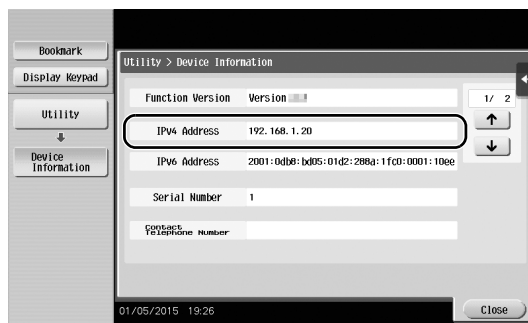 Bookmark
Display Keypad
Utility
Device
Information
Utility > Device Information
Function Version Version
1/ 2
IPv4 Address 192.168.1.20
IPv6 Address 2001:0db8:bd05:01d2:288a:1fc0:0001:10ee
Serial Number 1
Contact
Telephone Number
01/05/2015 19:26
Close